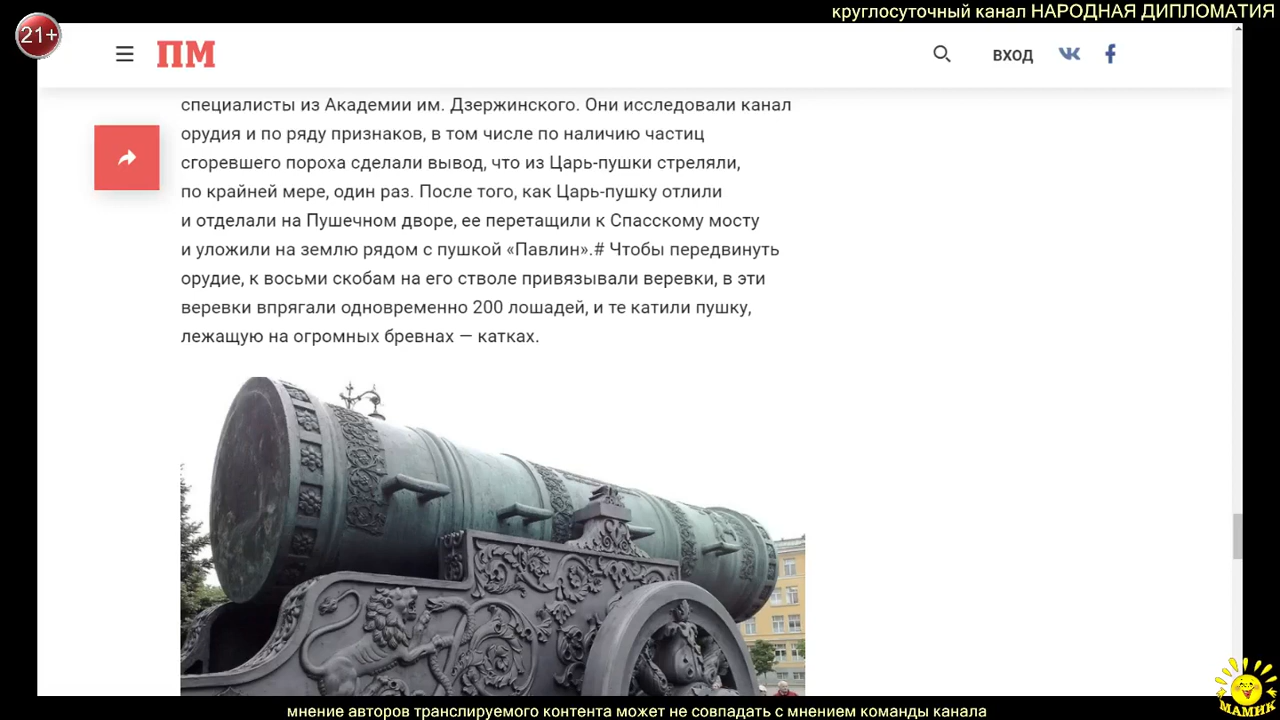 круглосуточный канал НАРОДНАЯ ДИПЛОМАТИЯ
21+
ПМ
ВХОД
специалисты из Академии им. Дзержинского. Они исследовали канал
орудия и по ряду признаков, в том числе по наличию частиц
сгоревшего пороха сделали вывод, что из Царь-пушки стреляли,
по крайней мере, один раз. После того, как Царь-пушку отлили
и отделали на Пушечном дворе, ее перетащили к Спасскому мосту
и уложили на землю рядом с пушкой «Павлин».# Чтобы передвинуть
орудие, к восьми скобам на его стволе привязывали веревки, в эти
веревки впрягали одновременно 200 лошадей, и те катили пушку,
лежащую на огромных бревнах — катках.
МАМИК
мнение авторов транслируемого контента может не совпадать с мнением команды канала